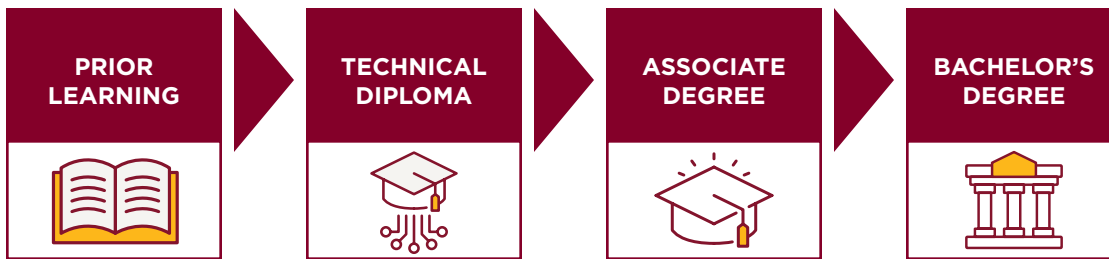 PRIOR
LEARNING
TECHNICAL
DIPLOMA
ASSOCIATE
DEGREE
BACHELOR'S
DEGREE